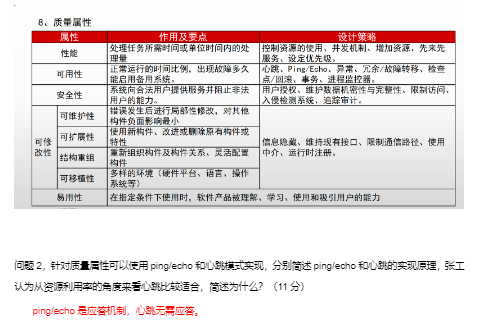 8、质量属性
属性 作用及要点 设计策略
性能 处理任务所需时间或单位时间内的处理量 控制资源的使用、并发机制、增加资源、先来先服务、设定优先级。
可用性 正常运行的时间比例，出现故障多久能启用备用系统。 心跳、Ping/Echo、异常、冗余/故障转移、检查点/回滚、事务、进程监控器。
安全性 系统向合法用户提供服务并阻止非法用户的能力。 用户授权、维护数据机密性与完整性、限制访问、入侵检测系统、追踪审计。
可修改性
可维护性 错误发生后进行局部性修改，对其他构件负面影响最小
可扩展性 使用新构件、改进或删除原有构件或特性
结构重组 重新组织构件及构件关系、灵活配置构件
可移植性 多样的环境（硬件平台、语言、操作系统等）
信息隐藏、维持现有接口、限制通信路径、使用中介、运行时注册。
易用性 在指定条件下使用时，软件产品被理解、学习、使用和吸引用户的能力
问题 2，针对质量属性可以使用 ping/echo 和心跳模式实现，分别简述 ping/echo 和心跳的实现原理，张工
认为从资源利用率的角度来看心跳比较适合，简述为什么？（11 分）
ping/echo 是应答机制，心跳无需应答。